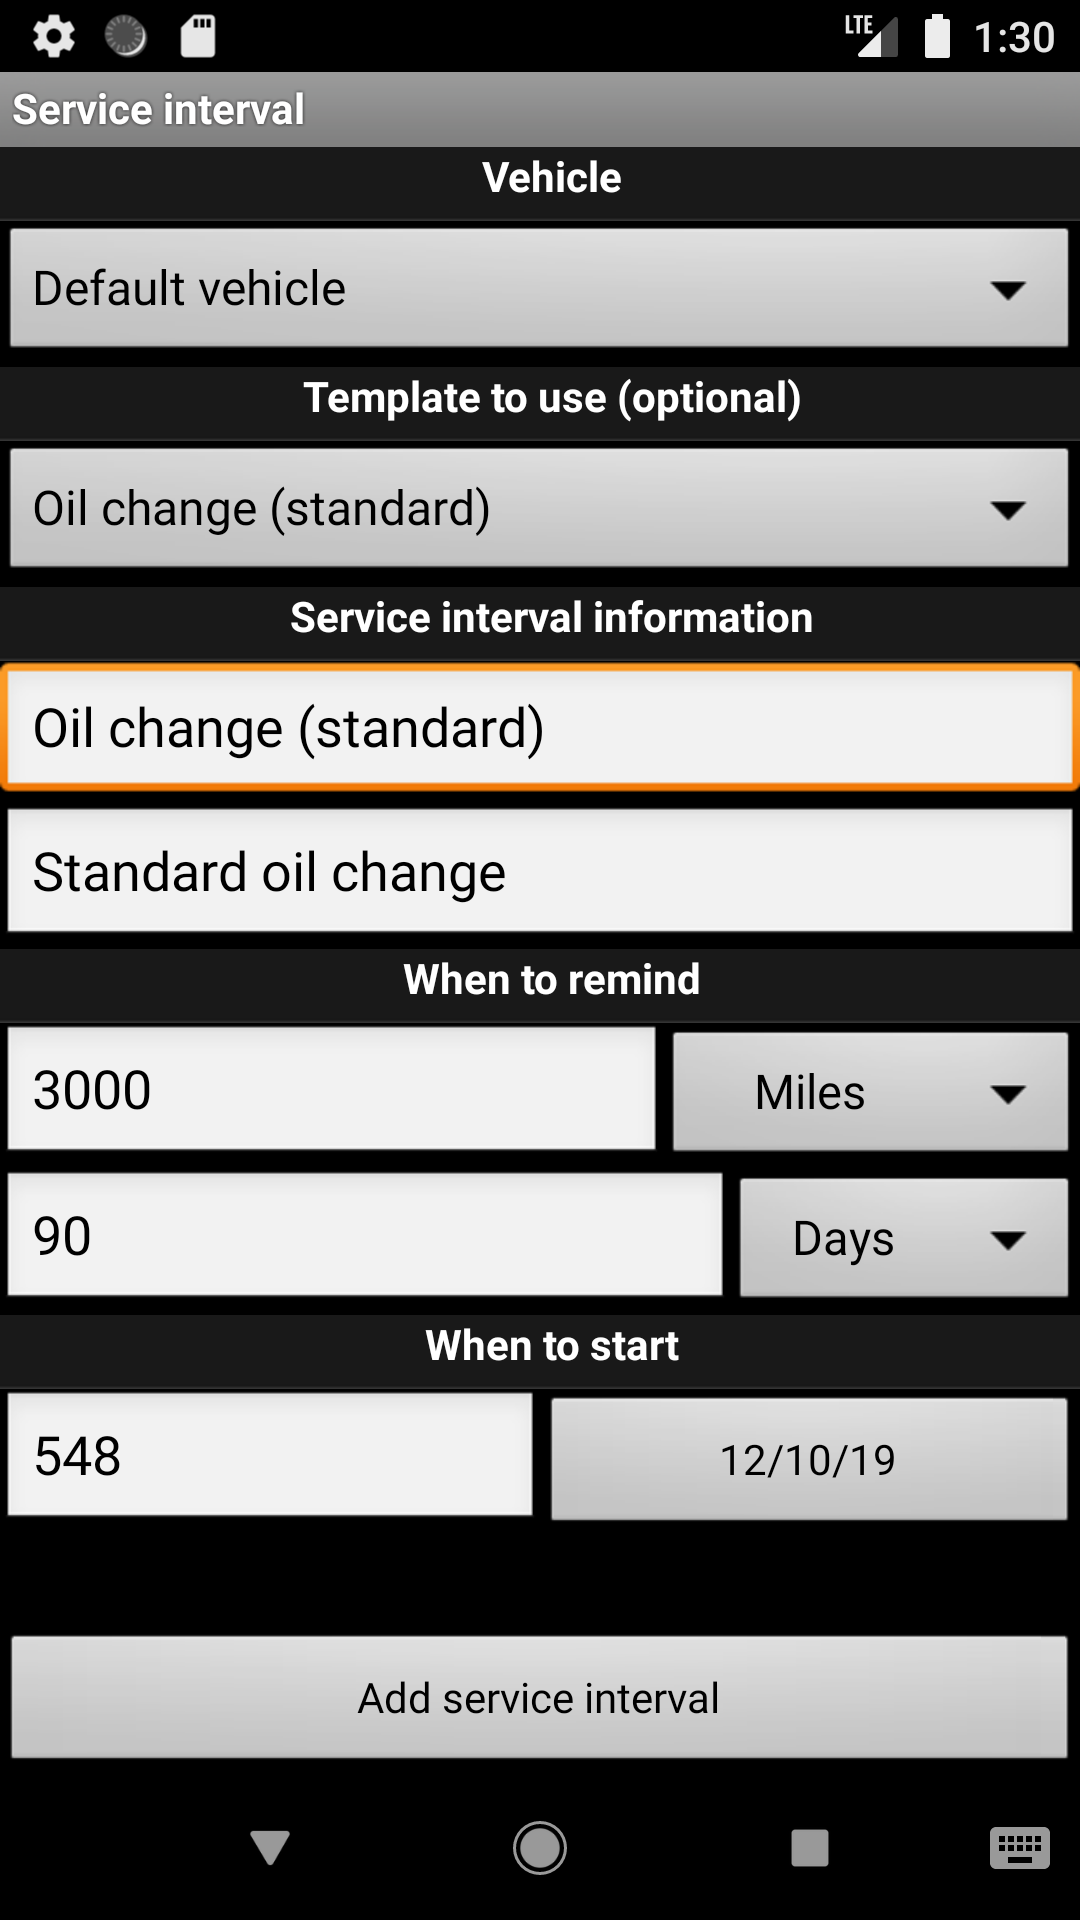 LTE 1:30
Service interval
Vehicle
Default vehicle
Template to use (optional)
Oil change (standard)
Service interval information
Oil change (standard)
Standard oil change
When to remind
3000 Miles
90 Days
When to start
548 12/10/19
Add service interval